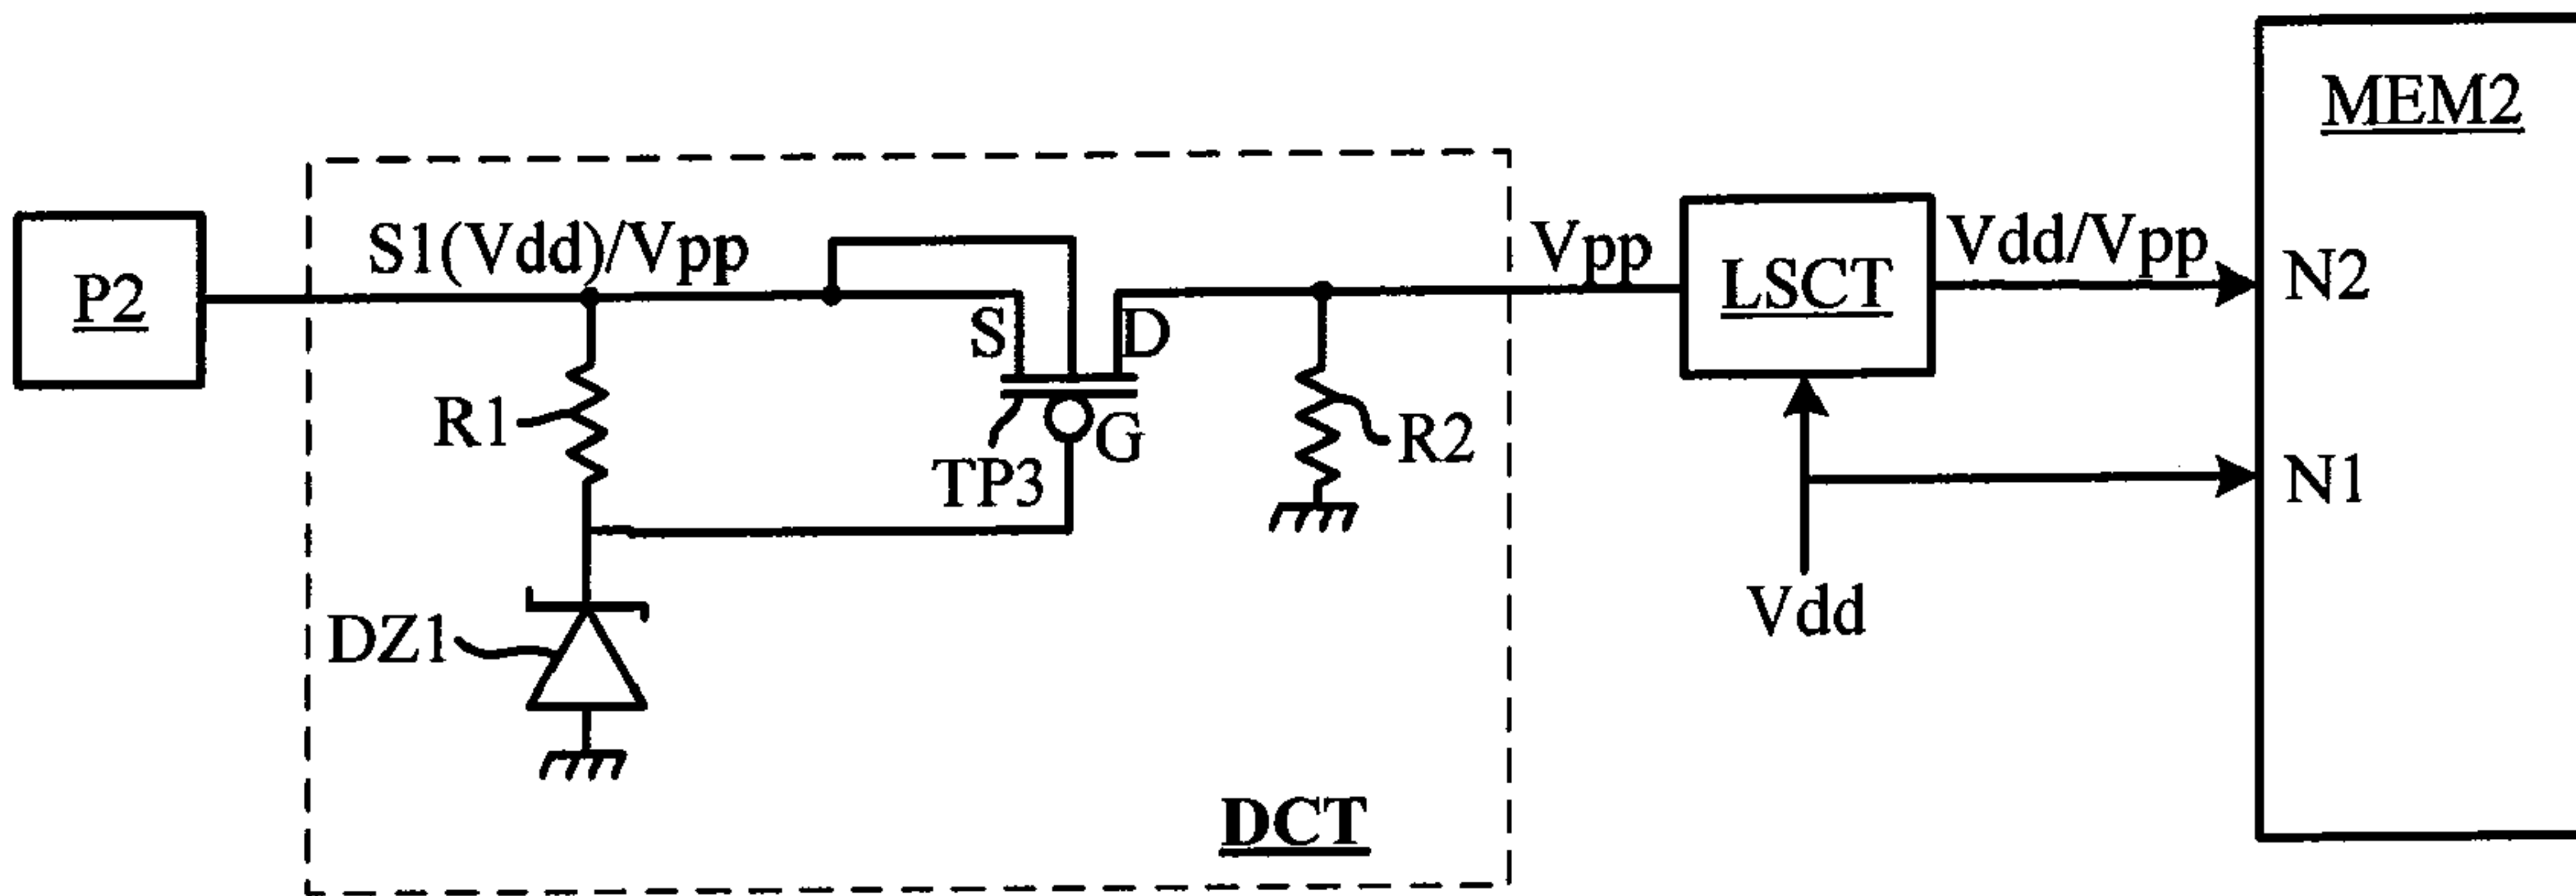 MEM2
P2
S1(Vdd)/Vpp
Vpp
LSCT
Vdd/Vpp
N2
S
D
R1
G
TP3
R2
N1
Vdd
DZ1
DCT